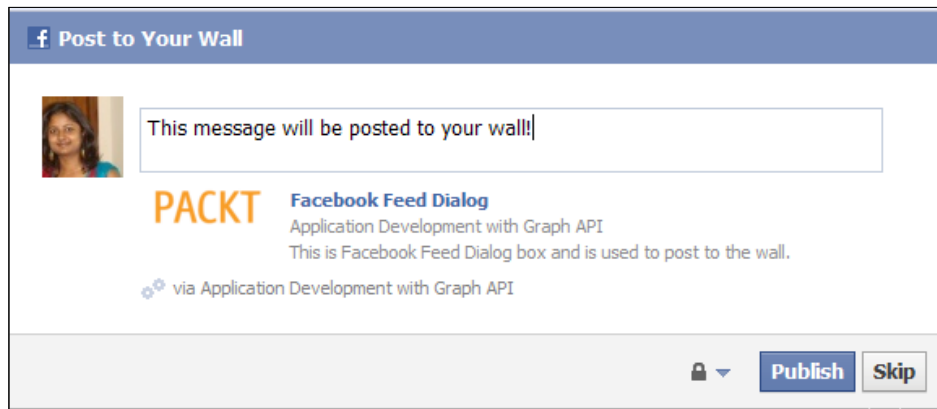 Post to Your Wall
This message will be posted to your wall!
PACKT
Facebook Feed Dialog
Application Development with Graph API
This is Facebook Feed Dialog box and is used to post to the wall.
via Application Development with Graph API
Publish Skip